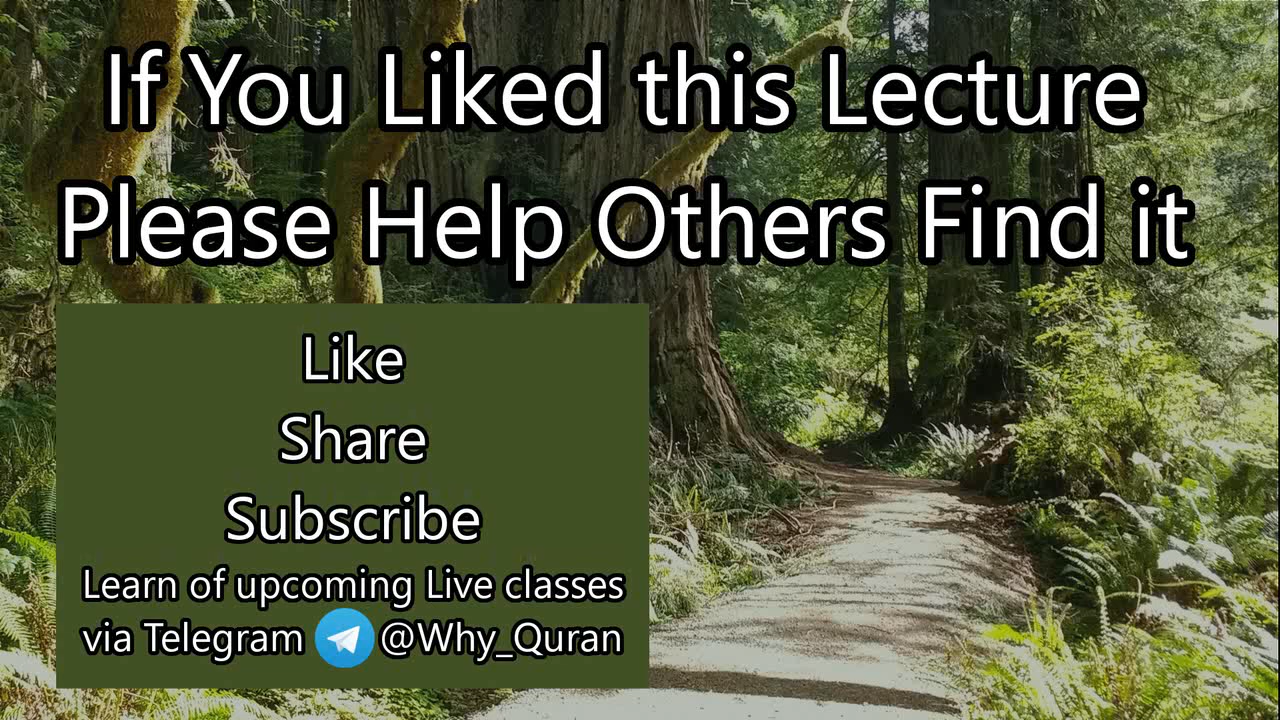 If You Liked this Lecture
Please Help Others Find it
Like
Share
Subscribe
Learn of upcoming Live classes
via Telegram @Why_Quran